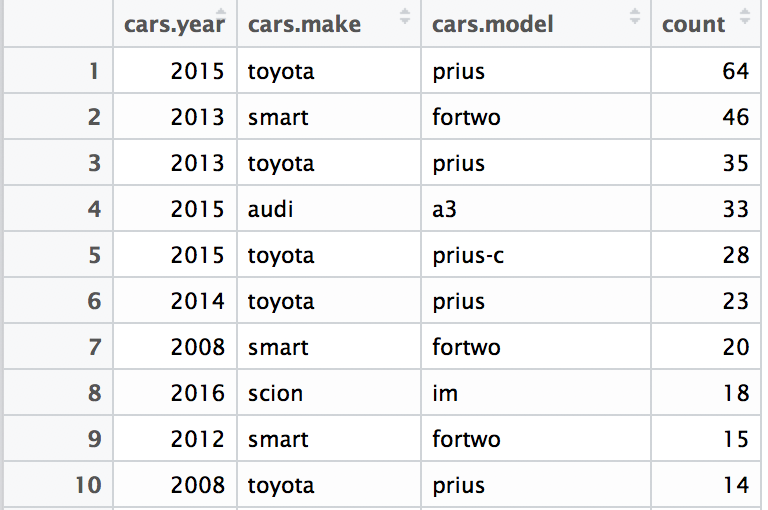 cars.year cars.make cars.model count
1 2015 toyota prius 64
2 2013 smart fortwo 46
3 2013 toyota prius 35
4 2015 audi a3 33
5 2015 toyota prius-c 28
6 2014 toyota prius 23
7 2008 smart fortwo 20
8 2016 scion im 18
9 2012 smart fortwo 15
10 2008 toyota prius 14